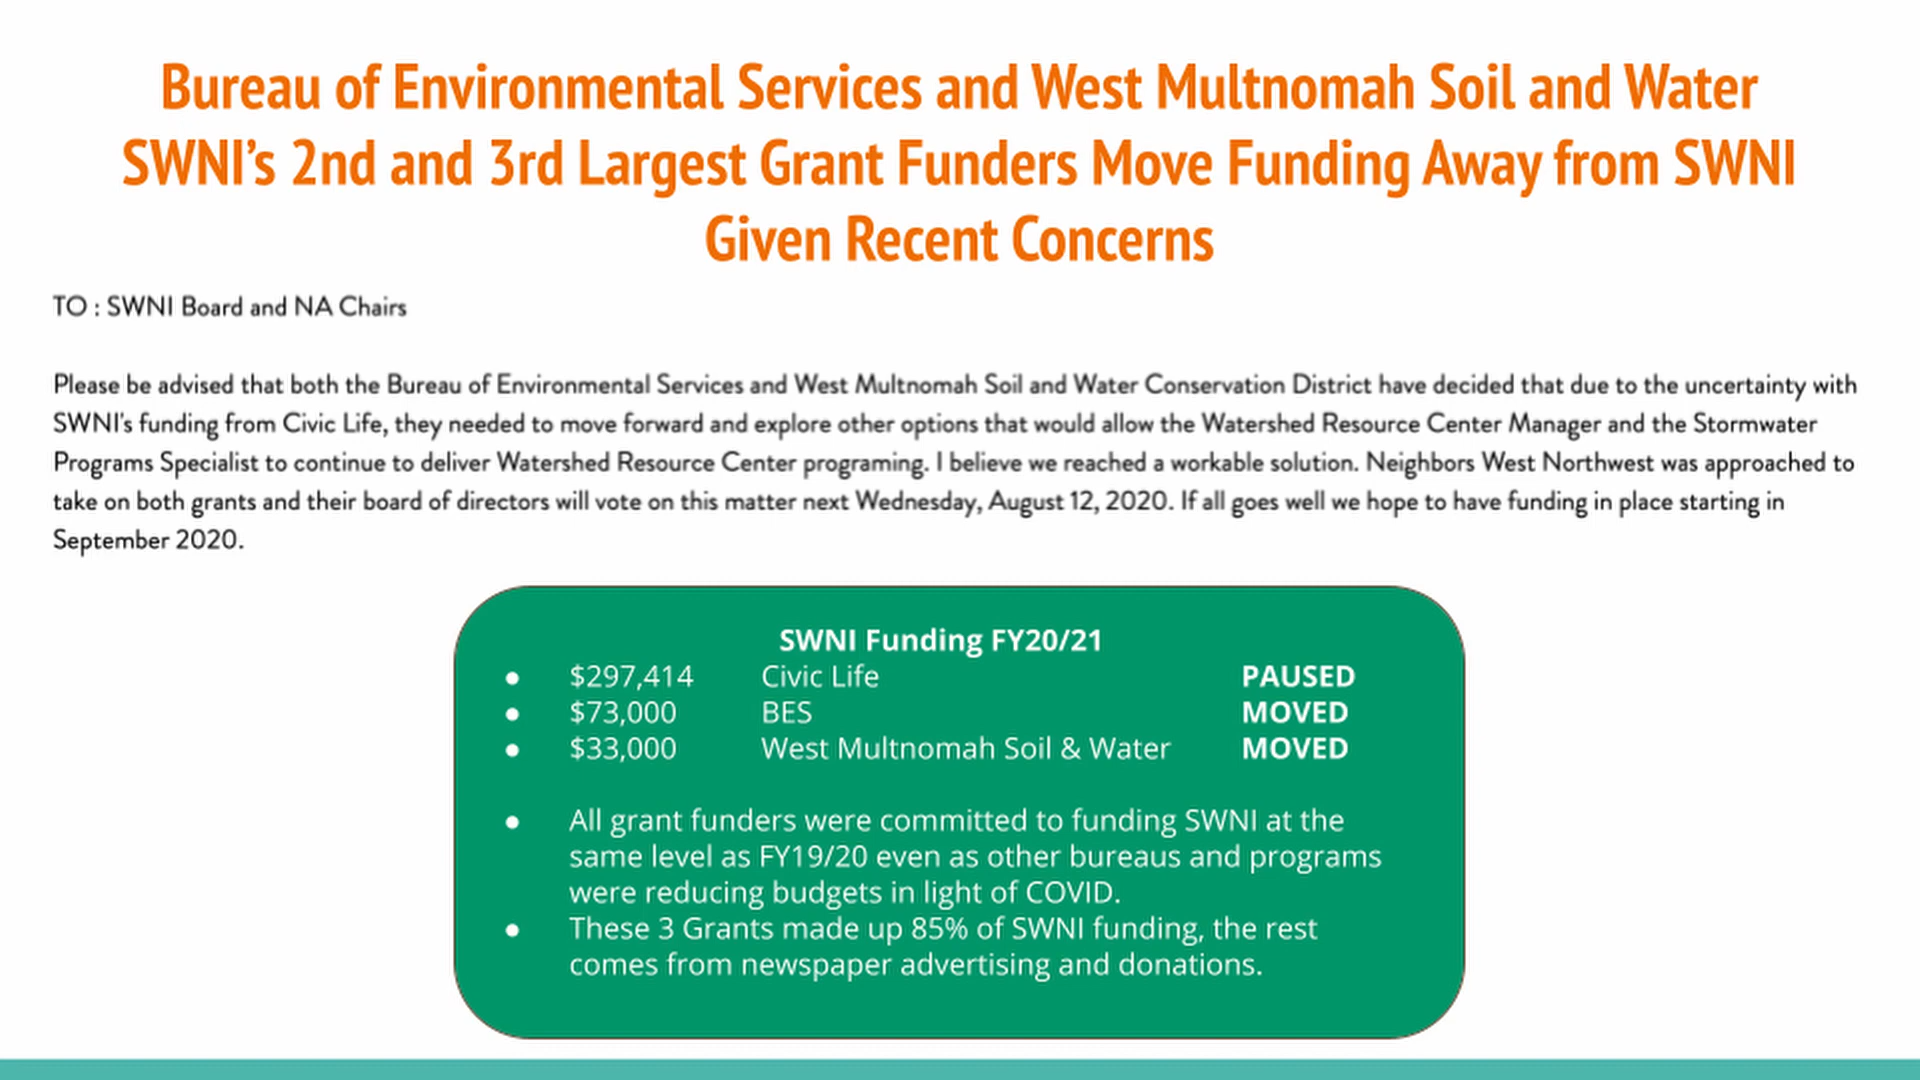 Bureau of Environmental Services and West Multnomah Soil and Water
SWNI’s 2nd and 3rd Largest Grant Funders Move Funding Away from SWNI
Given Recent Concerns
TO : SWNI Board and NA Chairs
Please be advised that both the Bureau of Environmental Services and West Multnomah Soil and Water Conservation District have decided that due to the uncertainty with
SWNI's funding from Civic Life, they needed to move forward and explore other options that would allow the Watershed Resource Center Manager and the Stormwater
Programs Specialist to continue to deliver Watershed Resource Center programing. I believe we reached a workable solution. Neighbors West Northwest was approached to
take on both grants and their board of directors will vote on this matter next Wednesday, August 12, 2020. If all goes well we hope to have funding in place starting in
September 2020.
SWNI Funding FY20/21
● $297,414 Civic Life PAUSED
● $73,000 BES MOVED
● $33,000 West Multnomah Soil & Water MOVED
● All grant funders were committed to funding SWNI at the
same level as FY19/20 even as other bureaus and programs
were reducing budgets in light of COVID.
● These 3 Grants made up 85% of SWNI funding, the rest
comes from newspaper advertising and donations.